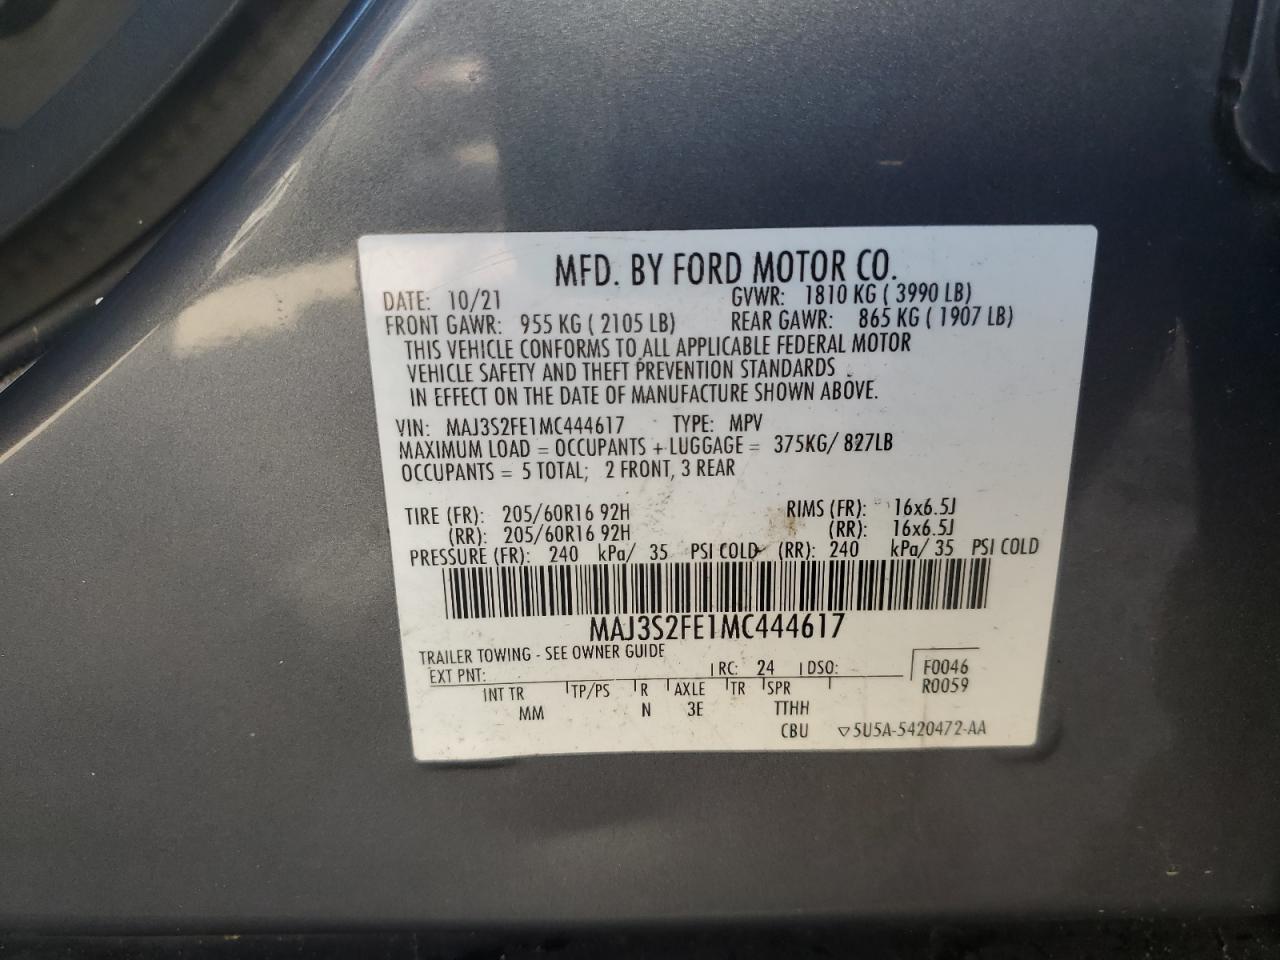 MFD. BY FORD MOTOR CO.
DATE: 10/21 GVWR: 1810 KG ( 3990 LB)
FRONT GAWR: 955 KG ( 2105 LB) REAR GAWR: 865 KG ( 1907 LB)
THIS VEHICLE CONFORMS TO ALL APPLICABLE FEDERAL MOTOR
VEHICLE SAFETY AND THEFT PREVENTION STANDARDS
IN EFFECT ON THE DATE OF MANUFACTURE SHOWN ABOVE.
VIN: MAJ3S2FE1MC444617 TYPE: MPV
MAXIMUM LOAD = OCCUPANTS + LUGGAGE = 375KG/ 827LB
OCCUPANTS = 5 TOTAL; 2 FRONT, 3 REAR
TIRE (FR): 205/60R16 92H RIMS (FR): 16x6.5J
(RR): 205/60R16 92H (RR): 16x6.5J
PRESSURE (FR): 240 kPa/ 35 PSI COLD (RR): 240 kPa/ 35 PSI COLD
MAJ3S2FE1MC444617
TRAILER TOWING - SEE OWNER GUIDE
EXT PNT: RC: 24 DSO: F0046
R0059
INT TR TP/PS R AXLE TR SPR
MM N 3E TTHH
CBU ▽5U5A-5420472-AA